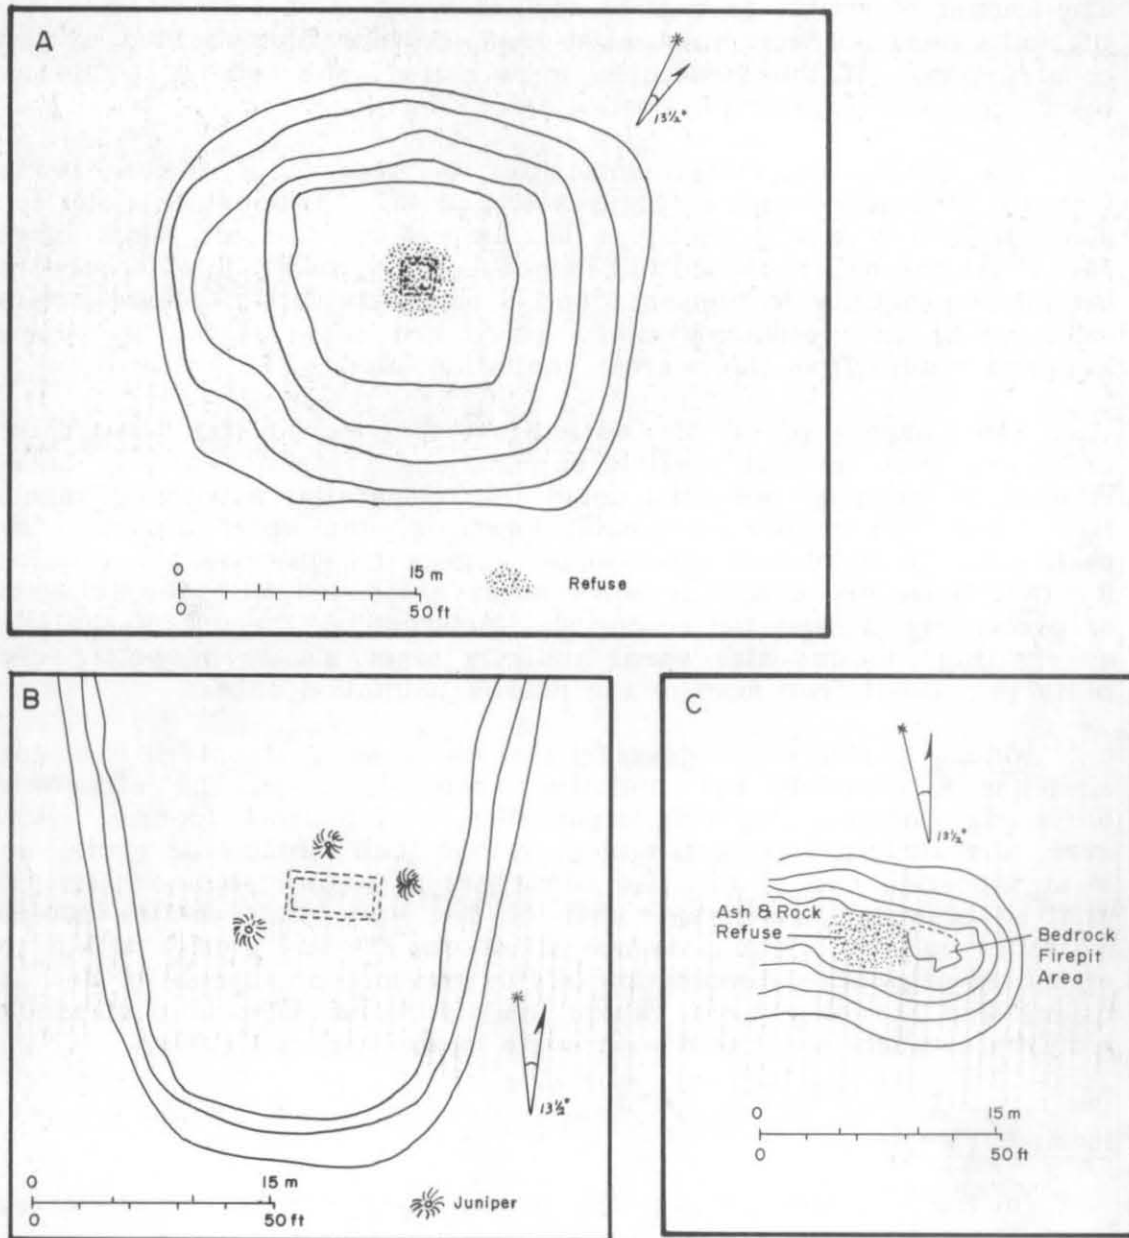 A
*
13½°
0
15 m
0
50 ft
Refuse
B
*
13½°
0
15 m
0
50 ft
Juniper
C
*
13½°
Ash & Rock
Refuse
Bedrock
Firepit
Area
0
15 m
0
50 ft